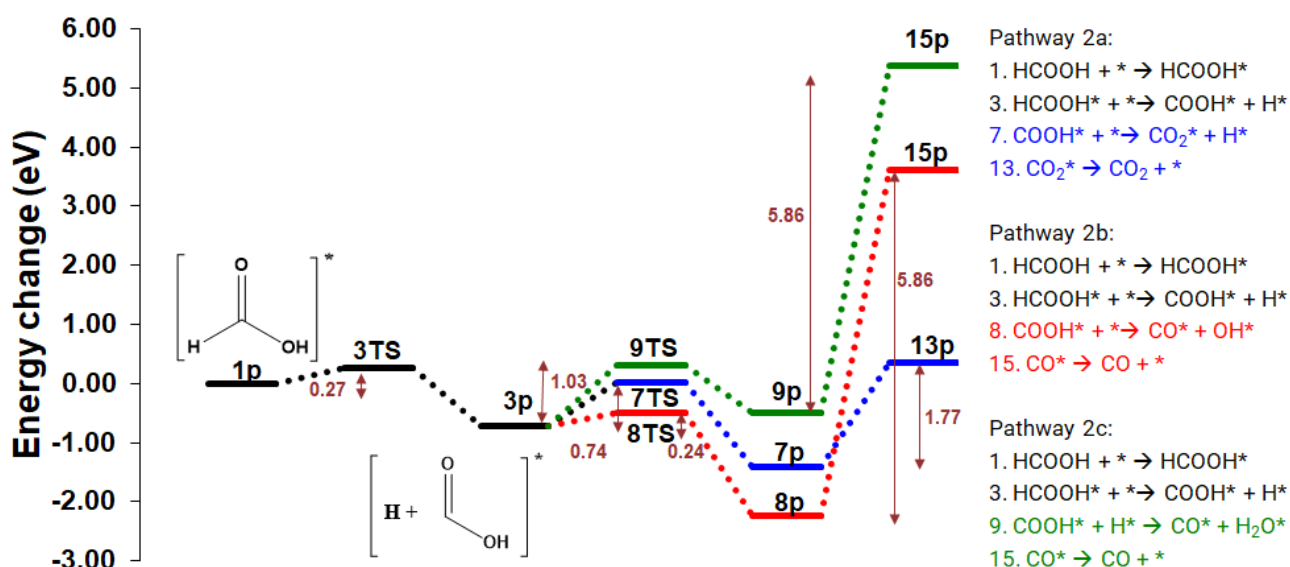 Energy change (eV)
6.00
5.00
4.00
3.00
2.00
1.00
0.00
-1.00
-2.00
-3.00
*
O
H
OH
1p
0.27
3TS
3p
H +
O
OH
*
1.03
9TS
7TS
8TS
0.74
0.24
9p
7p
8p
5.86
15p
15p
5.86
13p
1.77
Pathway 2a:
1. HCOOH + * → HCOOH*
3. HCOOH* + *→ COOH* + H*
7. COOH* + *→ CO₂* + H*
13. CO₂* → CO₂ + *
Pathway 2b:
1. HCOOH + * → HCOOH*
3. HCOOH* + *→ COOH* + H*
8. COOH* + *→ CO* + OH*
15. CO* → CO + *
Pathway 2c:
1. HCOOH + * → HCOOH*
3. HCOOH* + *→ COOH* + H*
9. COOH* + H* → CO* + H₂O*
15. CO* → CO + *